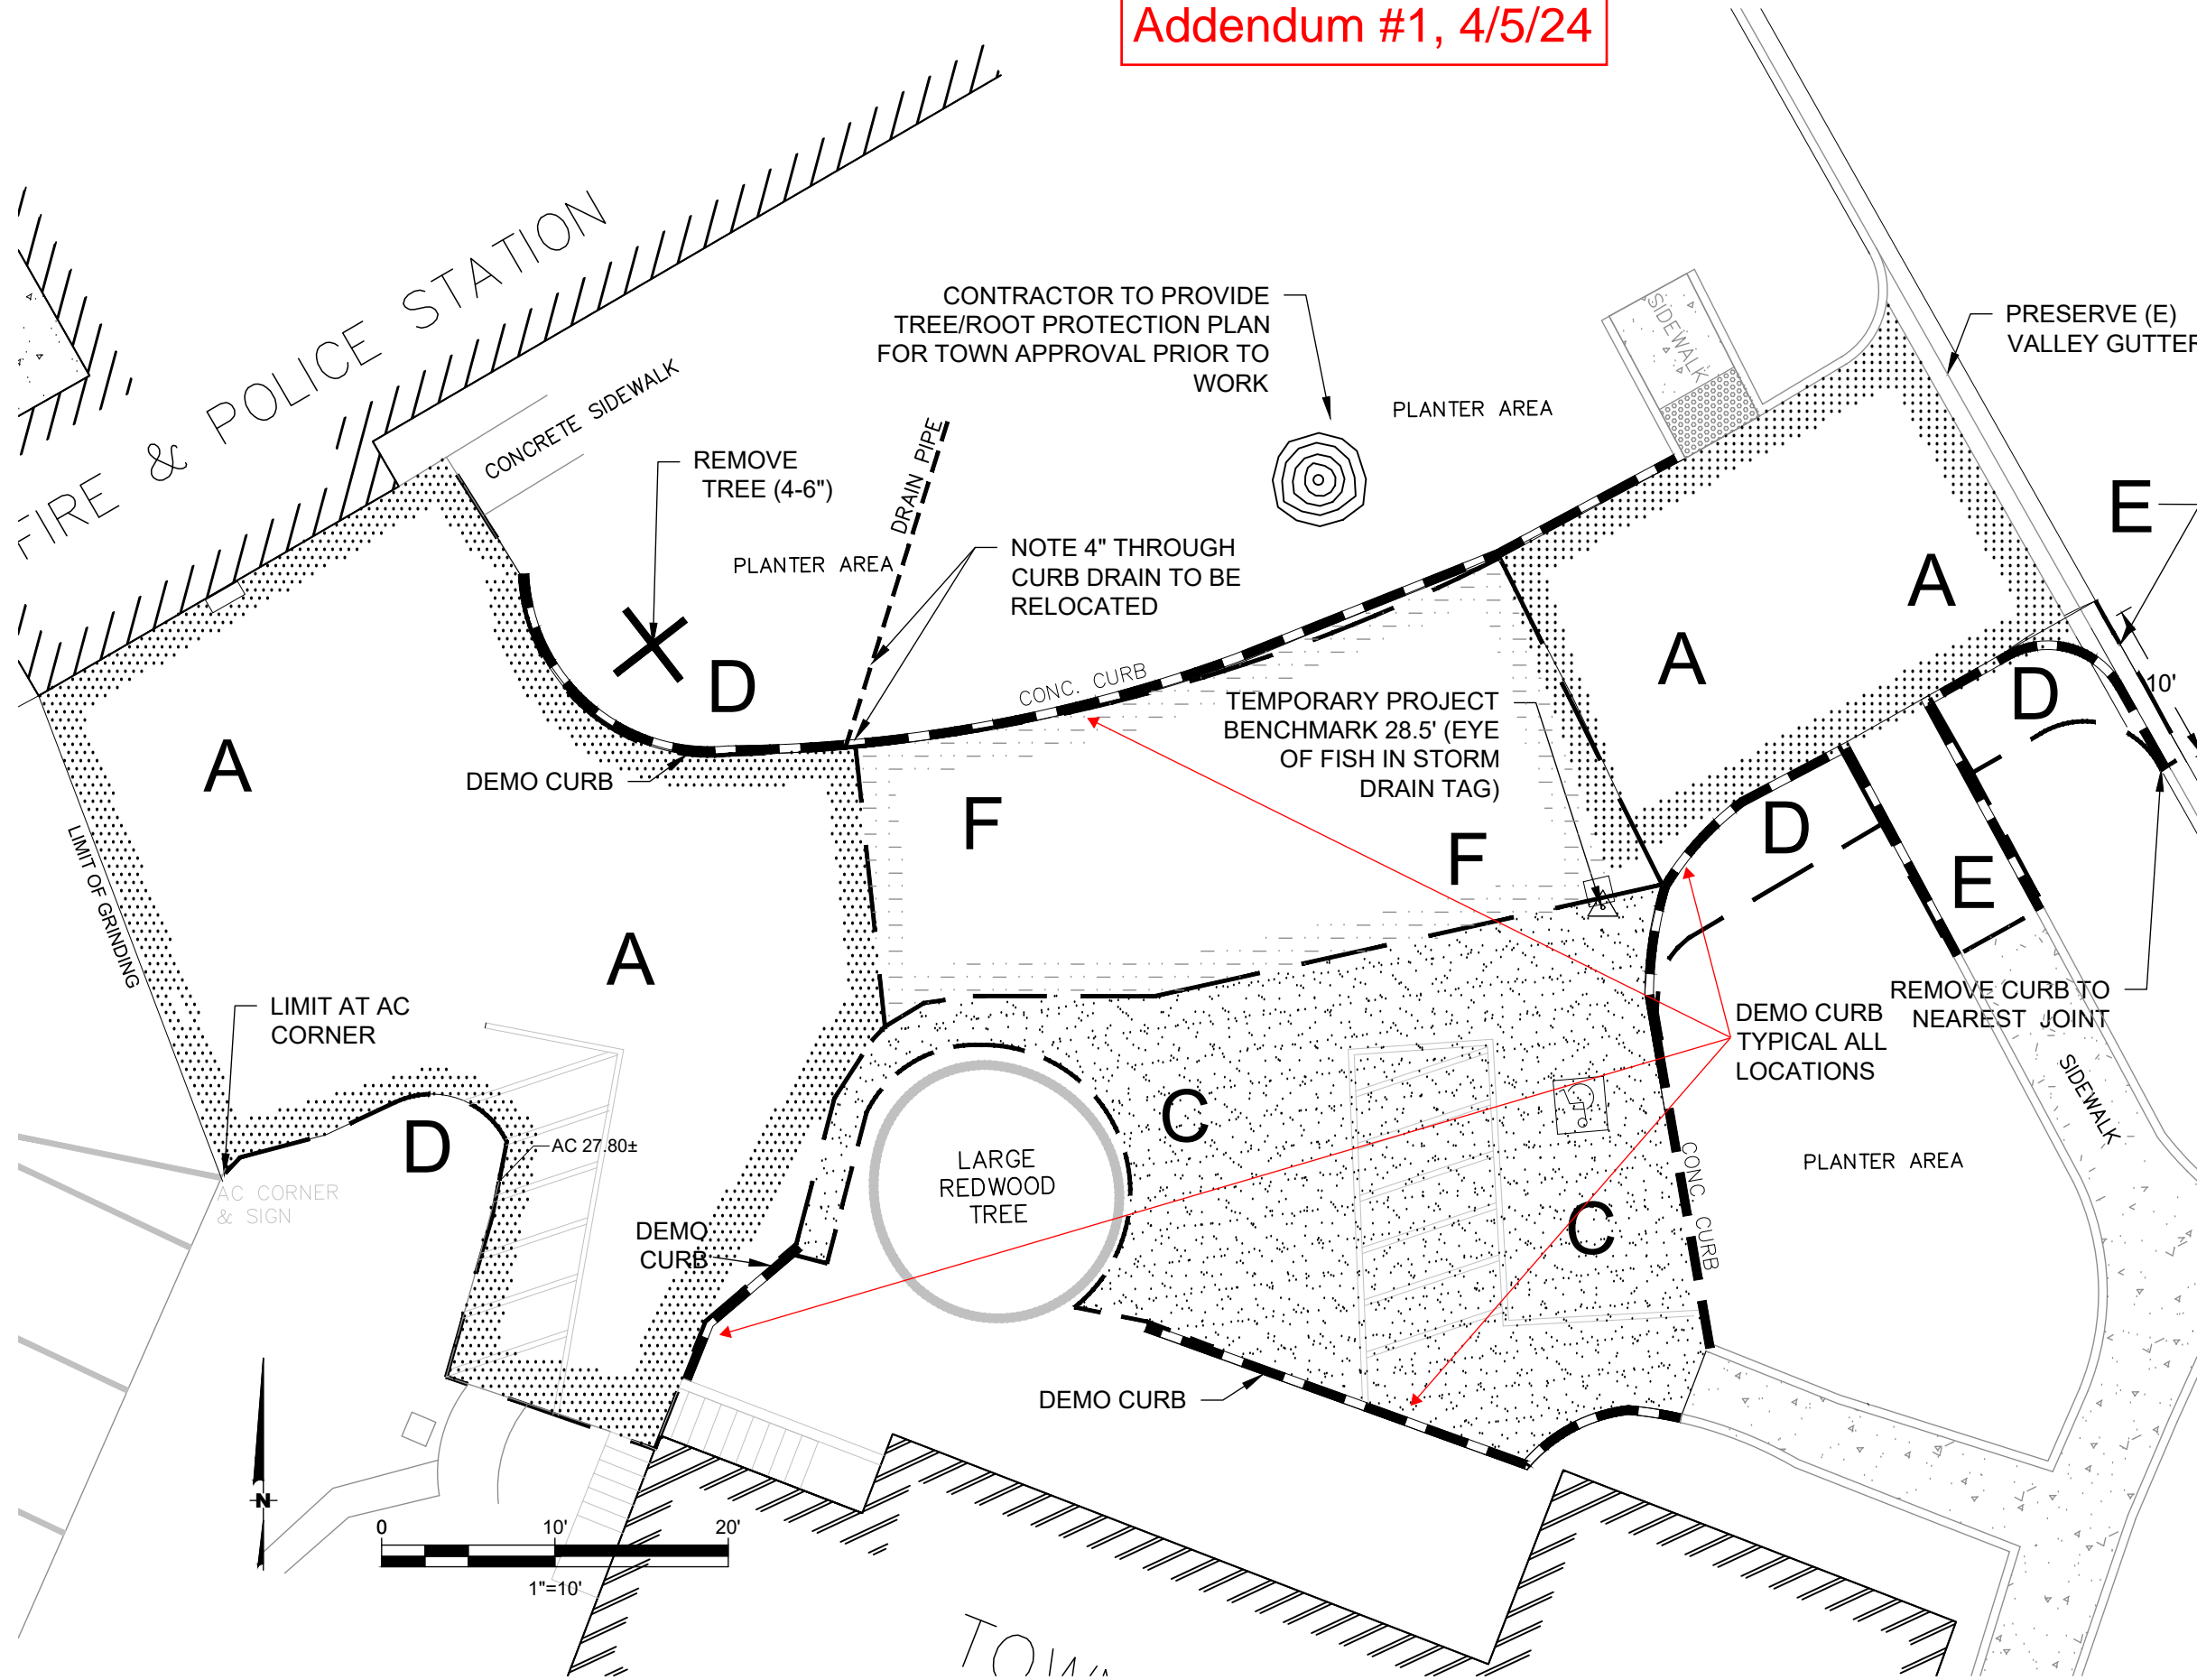 Addendum #1, 4/5/24
FIRE & POLICE STATION
CONCRETE SIDEWALK
REMOVE
TREE (4-6")
CONTRACTOR TO PROVIDE
TREE/ROOT PROTECTION PLAN
FOR TOWN APPROVAL PRIOR TO
WORK
PLANTER AREA
SIDEWALK
PRESERVE (E)
VALLEY GUTTER
DRAIN PIPE
PLANTER AREA
NOTE 4" THROUGH
CURB DRAIN TO BE
RELOCATED
E
A
A
D
10'
D
CONC. CURB
TEMPORARY PROJECT
BENCHMARK 28.5' (EYE
OF FISH IN STORM
DRAIN TAG)
A
DEMO CURB
F
F
D
E
LIMIT OF GRINDING
A
LIMIT AT AC
CORNER
DEMO CURB
TYPICAL ALL
LOCATIONS
REMOVE CURB TO
NEAREST JOINT
SIDEWALK
D
AC 27.80±
AC CORNER
& SIGN
C
LARGE
REDWOOD
TREE
PLANTER AREA
CONC. CURB
C
DEMO
CURB
DEMO CURB
N
0 10' 20'
1"=10'